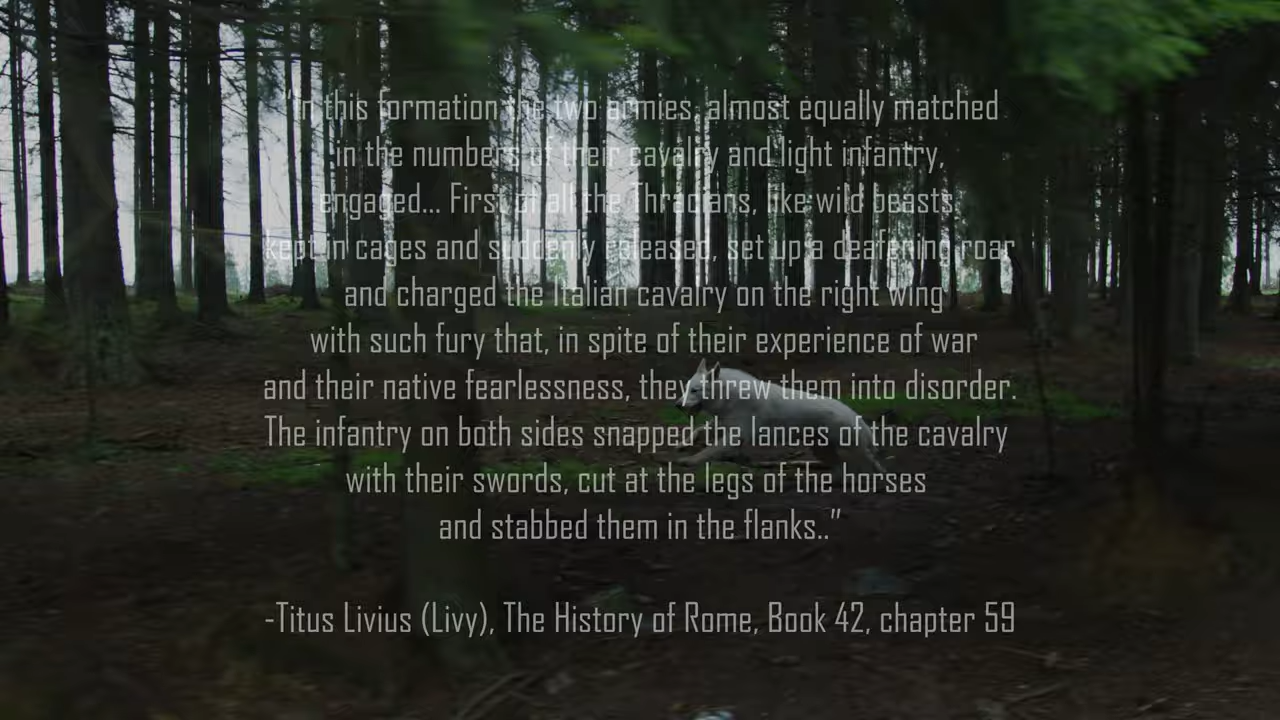 "In this formation the two armies, almost equally matched
in the numbers of their cavalry and light infantry,
engaged... First of all the Thracians, like wild beasts
kept in cages and suddenly released, set up a deafening roar
and charged the Italian cavalry on the right wing
with such fury that, in spite of their experience of war
and their native fearlessness, they threw them into disorder.
The infantry on both sides snapped the lances of the cavalry
with their swords, cut at the legs of the horses
and stabbed them in the flanks.."
-Titus Livius (Livy), The History of Rome, Book 42, chapter 59